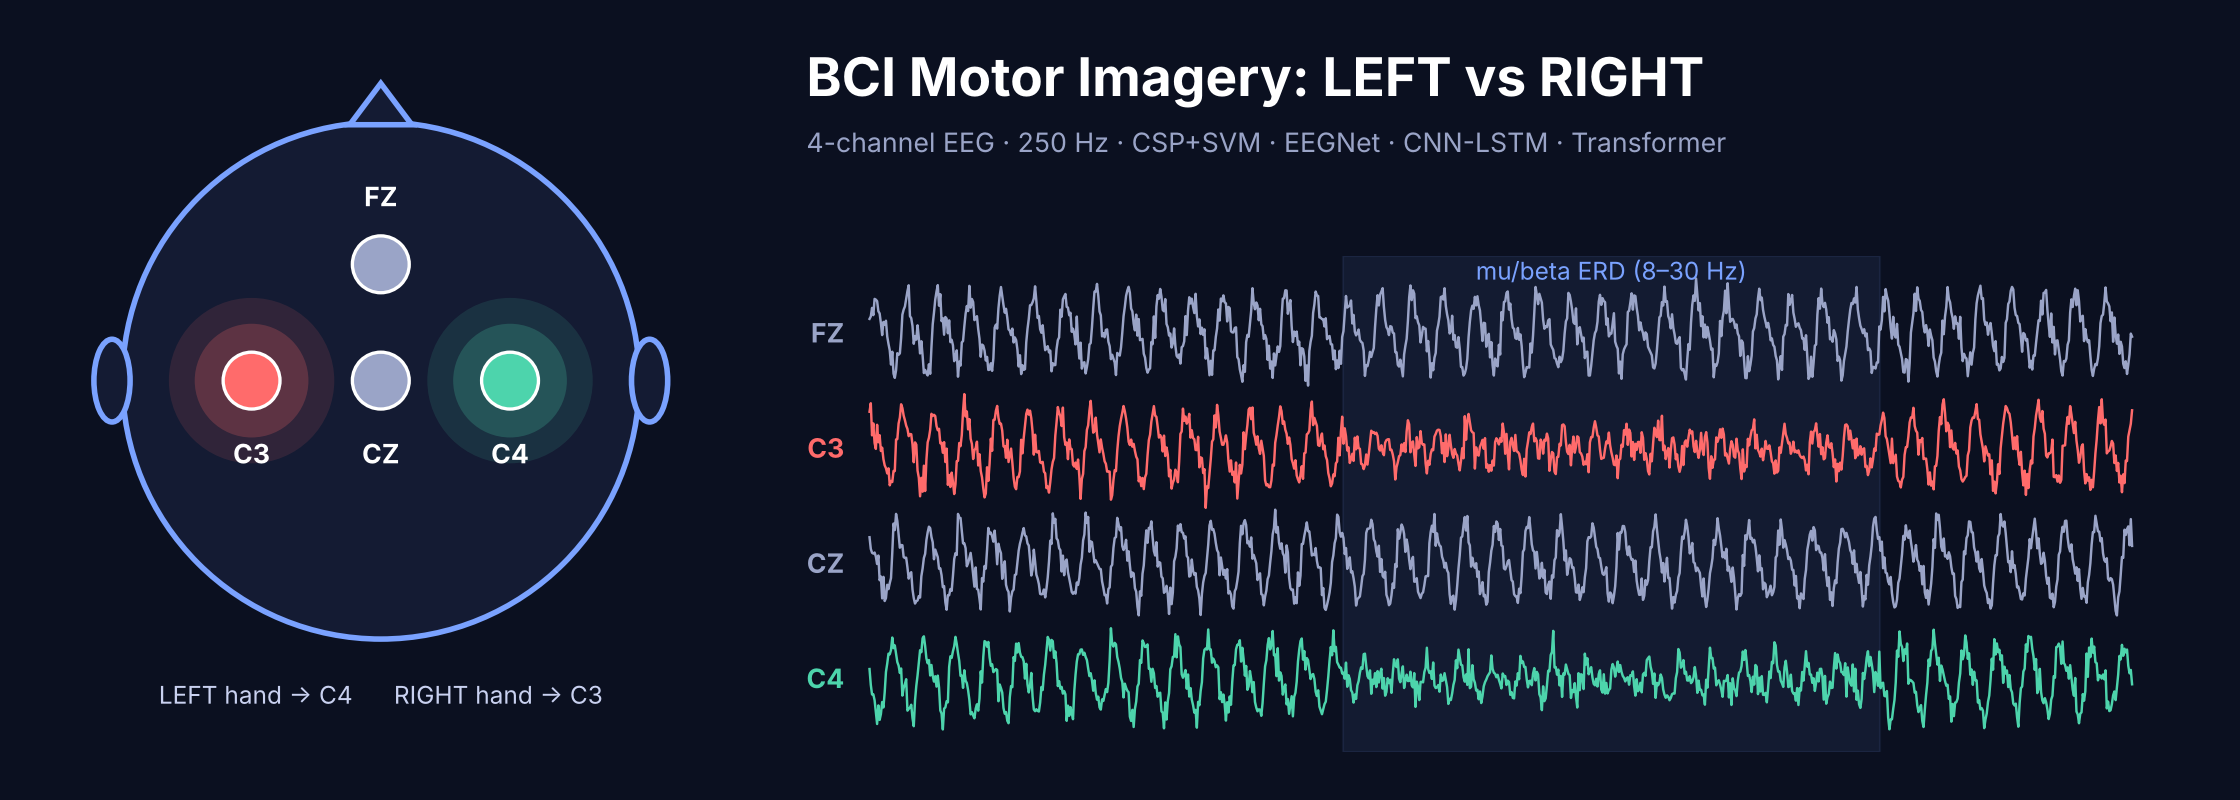 BCI Motor Imagery: LEFT vs RIGHT
4-channel EEG · 250 Hz · CSP+SVM · EEGNet · CNN-LSTM · Transformer
FZ
C3
CZ
C4
LEFT hand → C4
RIGHT hand → C3
mu/beta ERD (8–30 Hz)
FZ
C3
CZ
C4